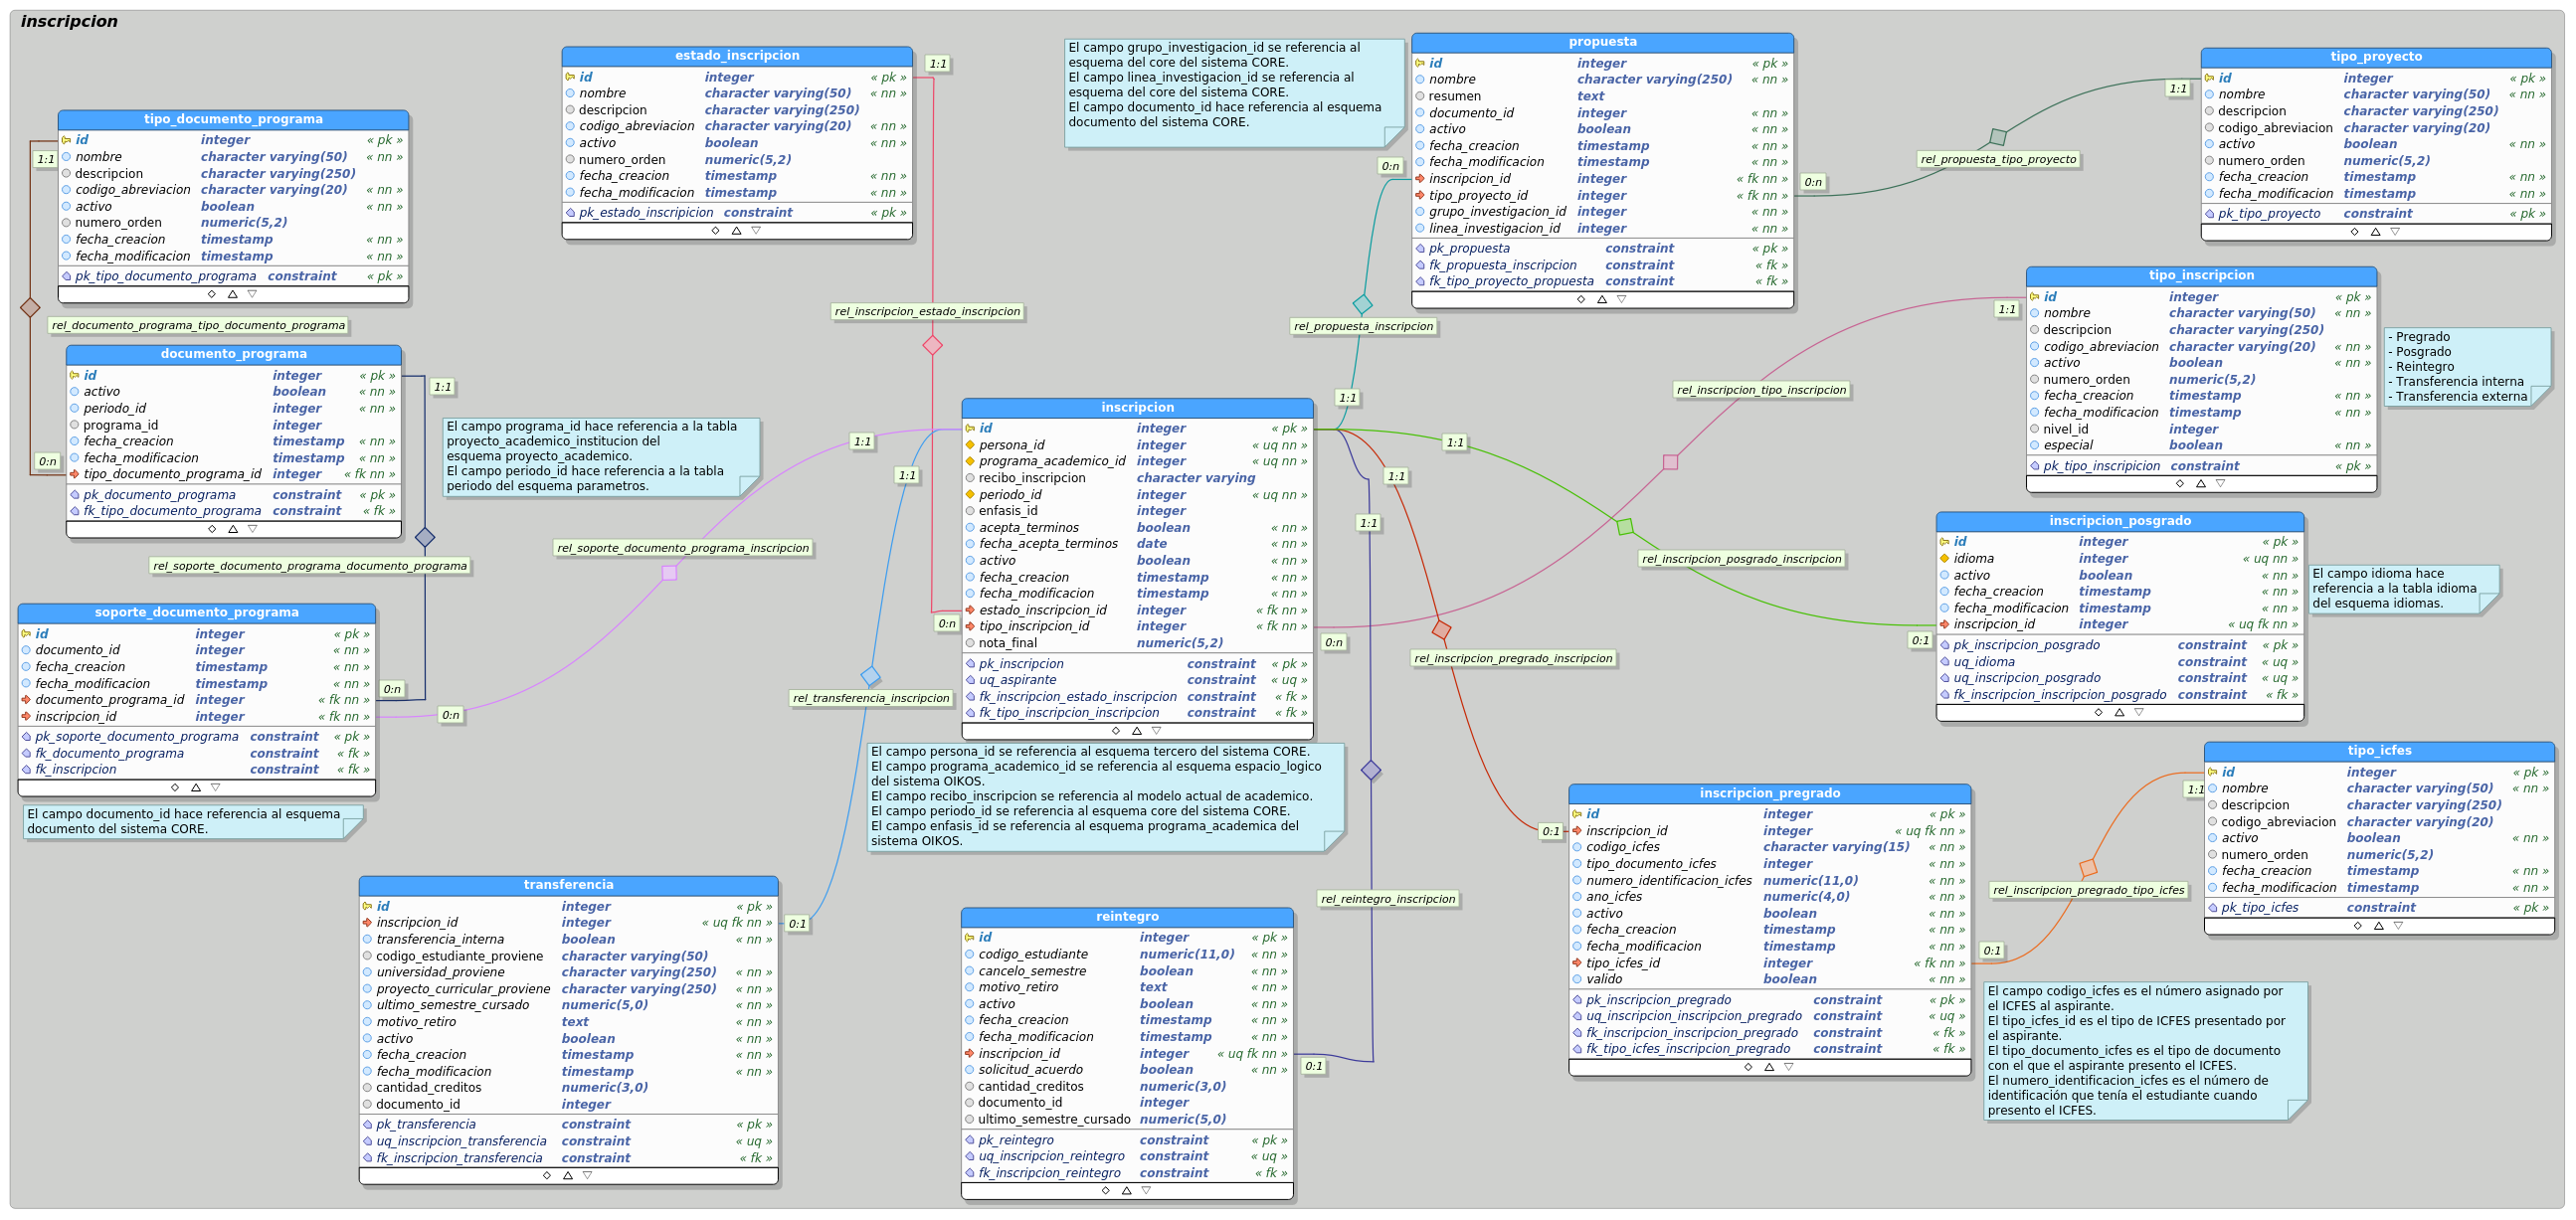 inscripcion
tipo_documento_programa
id integer « pk »
nombre character varying(50) « nn »
descripcion character varying(250)
codigo_abreviacion character varying(20) « nn »
activo boolean « nn »
numero_orden numeric(5,2)
fecha_creacion timestamp « nn »
fecha_modificacion timestamp « nn »
pk_tipo_documento_programa constraint « pk »
1:1
rel_documento_programa_tipo_documento_programa
0:n
documento_programa
id integer « pk »
activo boolean « nn »
periodo_id integer « nn »
programa_id integer
fecha_creacion timestamp « nn »
fecha_modificacion timestamp « nn »
tipo_documento_programa_id integer « fk nn »
pk_documento_programa constraint « pk »
fk_tipo_documento_programa constraint « fk »
1:1
rel_soporte_documento_programa_documento_programa
0:n
El campo programa_id hace referencia a la tabla
proyecto_academico_institucion del
esquema proyecto_academico.
El campo periodo_id hace referencia a la tabla
periodo del esquema parametros.
soporte_documento_programa
id integer « pk »
documento_id integer « nn »
fecha_creacion timestamp « nn »
fecha_modificacion timestamp « nn »
documento_programa_id integer « fk nn »
inscripcion_id integer « fk nn »
pk_soporte_documento_programa constraint « pk »
fk_documento_programa constraint « fk »
fk_inscripcion constraint « fk »
El campo documento_id hace referencia al esquema
documento del sistema CORE.
0:n
rel_soporte_documento_programa_inscripcion
1:1
estado_inscripcion
id integer « pk »
nombre character varying(50) « nn »
descripcion character varying(250)
codigo_abreviacion character varying(20) « nn »
activo boolean « nn »
numero_orden numeric(5,2)
fecha_creacion timestamp « nn »
fecha_modificacion timestamp « nn »
pk_estado_inscripicion constraint « pk »
1:1
rel_inscripcion_estado_inscripcion
0:n
El campo grupo_investigacion_id se referencia al
esquema del core del sistema CORE.
El campo linea_investigacion_id se referencia al
esquema del core del sistema CORE.
El campo documento_id hace referencia al esquema
documento del sistema CORE.
propuesta
id integer « pk »
nombre character varying(250) « nn »
resumen text
documento_id integer « nn »
activo boolean « nn »
fecha_creacion timestamp « nn »
fecha_modificacion timestamp « nn »
inscripcion_id integer « fk nn »
tipo_proyecto_id integer « fk nn »
grupo_investigacion_id integer « nn »
linea_investigacion_id integer « nn »
pk_propuesta constraint « pk »
fk_propuesta_inscripcion constraint « fk »
fk_tipo_proyecto_propuesta constraint « fk »
0:n
rel_propuesta_inscripcion
1:1
0:n
rel_propuesta_tipo_proyecto
1:1
tipo_proyecto
id integer « pk »
nombre character varying(50) « nn »
descripcion character varying(250)
codigo_abreviacion character varying(20)
activo boolean « nn »
numero_orden numeric(5,2)
fecha_creacion timestamp « nn »
fecha_modificacion timestamp « nn »
pk_tipo_proyecto constraint « pk »
tipo_inscripcion
id integer « pk »
nombre character varying(50) « nn »
descripcion character varying(250)
codigo_abreviacion character varying(20) « nn »
activo boolean « nn »
numero_orden numeric(5,2)
fecha_creacion timestamp « nn »
fecha_modificacion timestamp « nn »
nivel_id integer
especial boolean « nn »
pk_tipo_inscripicion constraint « pk »
- Pregrado
- Posgrado
- Reintegro
- Transferencia interna
- Transferencia externa
1:1
rel_inscripcion_tipo_inscripcion
0:n
inscripcion
id integer « pk »
persona_id integer « uq nn »
programa_academico_id integer « uq nn »
recibo_inscripcion character varying
periodo_id integer « uq nn »
enfasis_id integer
acepta_terminos boolean « nn »
fecha_acepta_terminos date « nn »
activo boolean « nn »
fecha_creacion timestamp « nn »
fecha_modificacion timestamp « nn »
estado_inscripcion_id integer « fk nn »
tipo_inscripcion_id integer « fk nn »
nota_final numeric(5,2)
pk_inscripcion constraint « pk »
uq_aspirante constraint « uq »
fk_inscripcion_estado_inscripcion constraint « fk »
fk_tipo_inscripcion_inscripcion constraint « fk »
El campo persona_id se referencia al esquema tercero del sistema CORE.
El campo programa_academico_id se referencia al esquema espacio_logico
del sistema OIKOS.
El campo recibo_inscripcion se referencia al modelo actual de academico.
El campo periodo_id se referencia al esquema core del sistema CORE.
El campo enfasis_id se referencia al esquema programa_academica del
sistema OIKOS.
1:1
rel_inscripcion_posgrado_inscripcion
0:1
inscripcion_posgrado
id integer « pk »
idioma integer « uq nn »
activo boolean « nn »
fecha_creacion timestamp « nn »
fecha_modificacion timestamp « nn »
inscripcion_id integer « uq fk nn »
pk_inscripcion_posgrado constraint « pk »
uq_idioma constraint « uq »
uq_inscripcion_posgrado constraint « uq »
fk_inscripcion_inscripcion_posgrado constraint « fk »
El campo idioma hace
referencia a la tabla idioma
del esquema idiomas.
1:1
rel_transferencia_inscripcion
0:1
transferencia
id integer « pk »
inscripcion_id integer « uq fk nn »
transferencia_interna boolean « nn »
codigo_estudiante_proviene character varying(50)
universidad_proviene character varying(250) « nn »
proyecto_curricular_proviene character varying(250) « nn »
ultimo_semestre_cursado numeric(5,0) « nn »
motivo_retiro text « nn »
activo boolean « nn »
fecha_creacion timestamp « nn »
fecha_modificacion timestamp « nn »
cantidad_creditos numeric(3,0)
documento_id integer
pk_transferencia constraint « pk »
uq_inscripcion_transferencia constraint « uq »
fk_inscripcion_transferencia constraint « fk »
1:1
rel_reintegro_inscripcion
0:1
reintegro
id integer « pk »
codigo_estudiante numeric(11,0) « nn »
cancelo_semestre boolean « nn »
motivo_retiro text « nn »
activo boolean « nn »
fecha_creacion timestamp « nn »
fecha_modificacion timestamp « nn »
inscripcion_id integer « uq fk nn »
solicitud_acuerdo boolean « nn »
cantidad_creditos numeric(3,0)
documento_id integer
ultimo_semestre_cursado numeric(5,0)
pk_reintegro constraint « pk »
uq_inscripcion_reintegro constraint « uq »
fk_inscripcion_reintegro constraint « fk »
1:1
rel_inscripcion_pregrado_inscripcion
0:1
inscripcion_pregrado
id integer « pk »
inscripcion_id integer « uq fk nn »
codigo_icfes character varying(15) « nn »
tipo_documento_icfes integer « nn »
numero_identificacion_icfes numeric(11,0) « nn »
ano_icfes numeric(4,0) « nn »
activo boolean « nn »
fecha_creacion timestamp « nn »
fecha_modificacion timestamp « nn »
tipo_icfes_id integer « fk nn »
valido boolean « nn »
pk_inscripcion_pregrado constraint « pk »
uq_inscripcion_inscripcion_pregrado constraint « uq »
fk_inscripcion_inscripcion_pregrado constraint « fk »
fk_tipo_icfes_inscripcion_pregrado constraint « fk »
0:1
rel_inscripcion_pregrado_tipo_icfes
1:1
tipo_icfes
id integer « pk »
nombre character varying(50) « nn »
descripcion character varying(250)
codigo_abreviacion character varying(20)
activo boolean « nn »
numero_orden numeric(5,2)
fecha_creacion timestamp « nn »
fecha_modificacion timestamp « nn »
pk_tipo_icfes constraint « pk »
El campo codigo_icfes es el número asignado por
el ICFES al aspirante.
El tipo_icfes_id es el tipo de ICFES presentado por
el aspirante.
El tipo_documento_icfes es el tipo de documento
con el que el aspirante presento el ICFES.
El numero_identificacion_icfes es el número de
identificación que tenía el estudiante cuando
presento el ICFES.